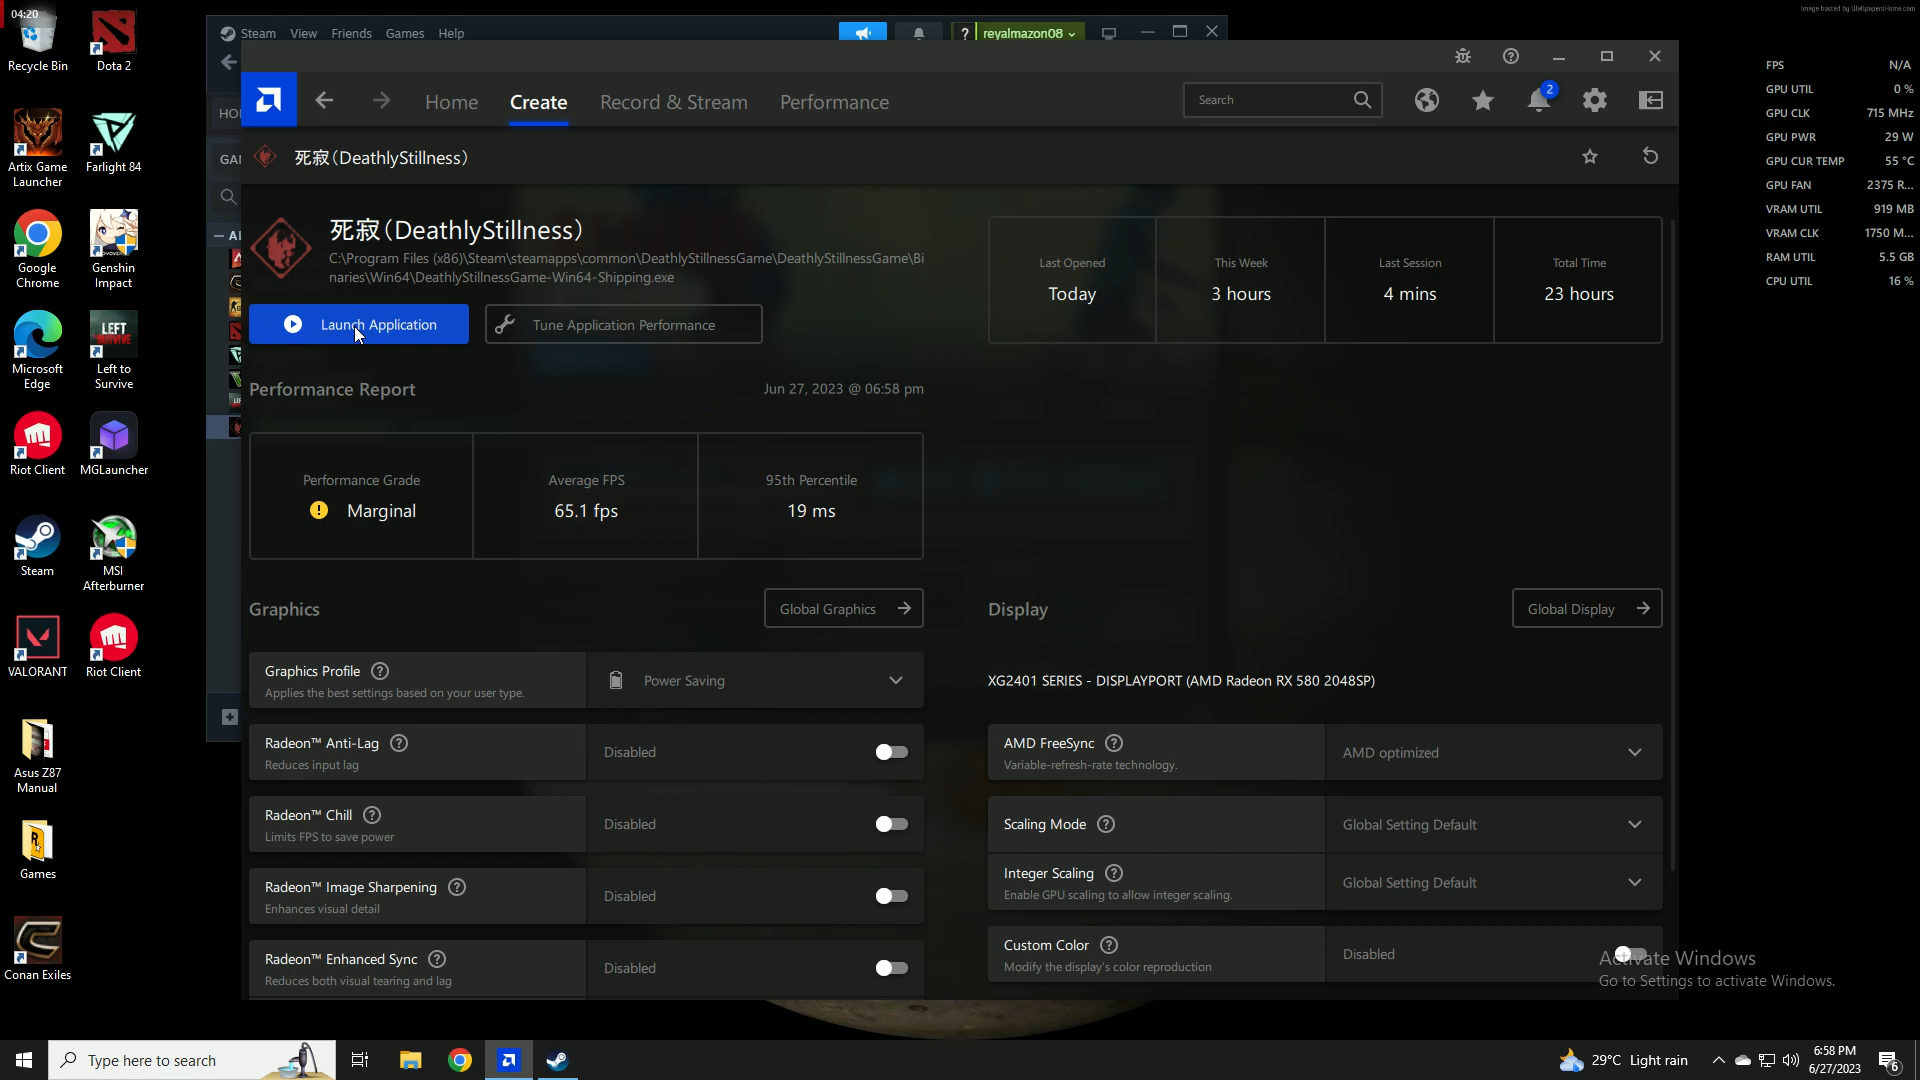 04:20
Recycle Bin
Dota 2
Artix Game Launcher
Farlight 84
Google Chrome
Genshin Impact
Microsoft Edge
Left to Survive
LEFT
Riot Client
MGLauncher
Steam
MSI Afterburner
VALORANT
Riot Client
Asus Z87 Manual
Games
Conan Exiles
Steam View Friends Games Help
? reyalmazon08
Home Create Record & Stream Performance
Search
2
死寂（DeathlyStillness）
死寂（DeathlyStillness）
C:\Program Files (x86)\Steam\steamapps\common\DeathlyStillnessGame\DeathlyStillnessGame\Bi
naries\Win64\DeathlyStillnessGame-Win64-Shipping.exe
Launch Application
Tune Application Performance
Last Opened
Today
This Week
3 hours
Last Session
4 mins
Total Time
23 hours
Performance Report
Jun 27, 2023 @ 06:58 pm
Performance Grade
Marginal
Average FPS
65.1 fps
95th Percentile
19 ms
Graphics
Global Graphics
Graphics Profile
Applies the best settings based on your user type.
Power Saving
Radeon™ Anti-Lag
Reduces input lag
Disabled
Radeon™ Chill
Limits FPS to save power
Disabled
Radeon™ Image Sharpening
Enhances visual detail
Disabled
Radeon™ Enhanced Sync
Reduces both visual tearing and lag
Disabled
Display
Global Display
XG2401 SERIES - DISPLAYPORT (AMD Radeon RX 580 2048SP)
AMD FreeSync
Variable-refresh-rate technology.
AMD optimized
Scaling Mode
Global Setting Default
Integer Scaling
Enable GPU scaling to allow integer scaling.
Global Setting Default
Custom Color
Modify the display's color reproduction
Disabled
Activate Windows
Go to Settings to activate Windows.
Image hosted by WallpapersHome.com
FPS N/A
GPU UTIL 0 %
GPU CLK 715 MHz
GPU PWR 29 W
GPU CUR TEMP 55 °C
GPU FAN 2375 R...
VRAM UTIL 919 MB
VRAM CLK 1750 M...
RAM UTIL 5.5 GB
CPU UTIL 16 %
Type here to search
29°C Light rain
6:58 PM
6/27/2023
6